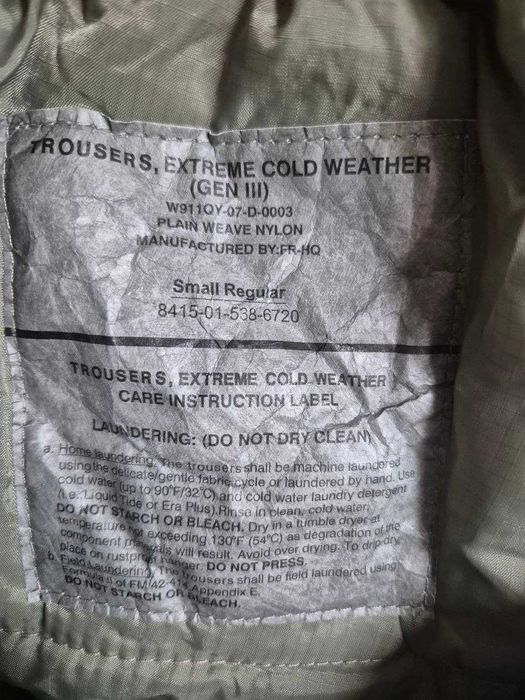 TROUSERS, EXTREME COLD WEATHER
(GEN III)
W911QY-07-D-0003
PLAIN WEAVE NYLON
MANUFACTURED BY:FR-HQ
Small Regular
8415-01-538-6720
TROUSERS, EXTREME COLD WEATHER
CARE INSTRUCTION LABEL
LAUNDERING: (DO NOT DRY CLEAN)
a. Home laundering. The trousers shall be machine laundered
using the delicate/gentle fabric cycle or laundered by hand. Use
cold water (up to 90°F/32°C) and cold water laundry detergent
(i.e., Liquid Tide or Era Plus). Rinse in clean, cold water.
DO NOT STARCH OR BLEACH. Dry in a tumble dryer at
temperature not exceeding 130°F (54°C) as degradation of the
component materials will result. Avoid over drying. To drip dry,
place on rustproof hanger. DO NOT PRESS.
b. Field Laundering. The trousers shall be field laundered using
Formula II of FM 42-414 Appendix E.
DO NOT STARCH OR BLEACH.